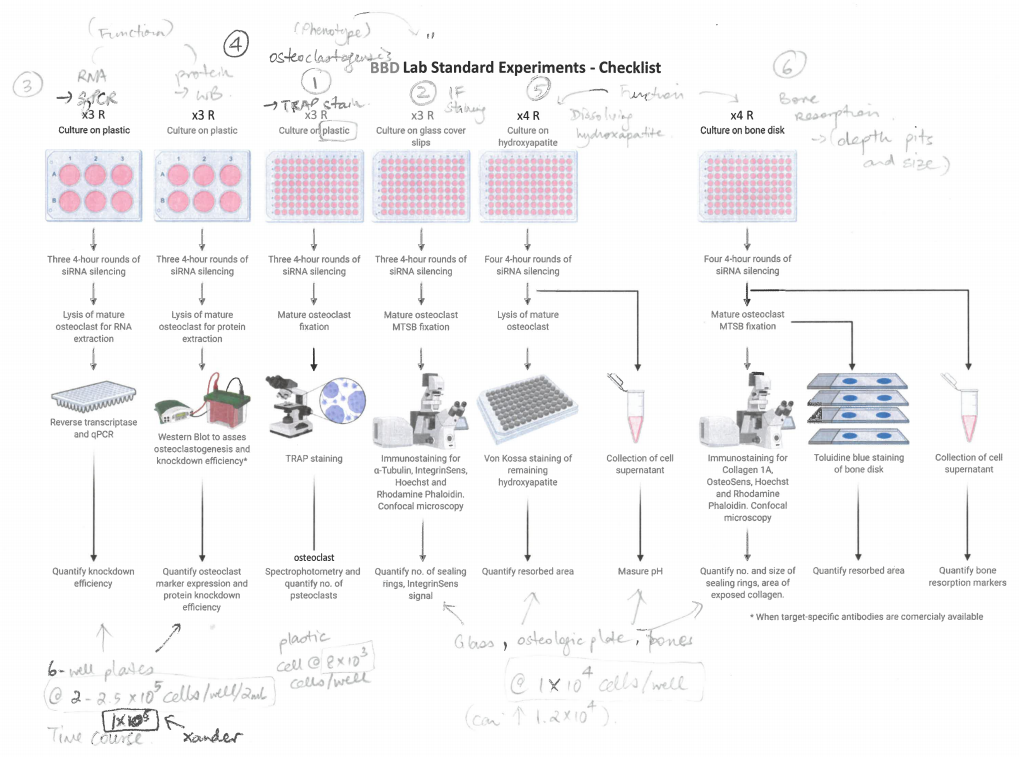 (Function)
4
(Phenotype)
"
osteoclastogenesis
BBD Lab Standard Experiments - Checklist
3
RNA
→ qPCR
protein
→ WB
1
→ TRAP stain
2
IF
staining
5
Function
6
Dissolving
hydroxapatite
Bone
resorption
→ (depth pits
and size)
x3 R
Culture on plastic
x3 R
Culture on plastic
x3 R
Culture on plastic
x3 R
Culture on glass cover
slips
x4 R
Culture on
hydroxyapatite
x4 R
Culture on bone disk
1 2 3
A
B
1 2 3
A
B
Three 4-hour rounds of
siRNA silencing
Three 4-hour rounds of
siRNA silencing
Three 4-hour rounds of
siRNA silencing
Three 4-hour rounds of
siRNA silencing
Four 4-hour rounds of
siRNA silencing
Four 4-hour rounds of
siRNA silencing
Lysis of mature
osteoclast for RNA
extraction
Lysis of mature
osteoclast for protein
extraction
Mature osteoclast
fixation
Mature osteoclast
MTSB fixation
Lysis of mature
osteoclast
Mature osteoclast
MTSB fixation
Reverse transcriptase
and qPCR
Western Blot to asses
osteoclastogenesis and
knockdown efficiency*
TRAP staining
Immunostaining for
α-Tubulin, IntegrinSens,
Hoechst and
Rhodamine Phaloidin.
Confocal microscopy
Von Kossa staining of
remaining
hydroxyapatite
Collection of cell
supernatant
Immunostaining for
Collagen 1A,
OsteoSens, Hoechst
and Rhodamine
Phaloidin. Confocal
microscopy
Toluidine blue staining
of bone disk
Collection of cell
supernatant
Quantify knockdown
efficiency
Quantify osteoclast
marker expression and
protein knockdown
efficiency
osteoclast
Spectrophotometry and
quantify no. of
psteoclasts
Quantify no. of sealing
rings, IntegrinSens
signal
Quantify resorbed area
Masure pH
Quantify no. and size of
sealing rings, area of
exposed collagen.
Quantify resorbed area
Quantify bone
resorption markers
* When target-specific antibodies are comercialy available
6-well plates
@ 2 - 2.5 x 10⁵ cells/well/2ml
1x10⁵
Time course
xander
plastic
cell @ 8 x 10³
cells/well
Glass, osteologic plate, bones
@ 1x10⁴ cells/well
(can ↑ 1.2x10⁴).